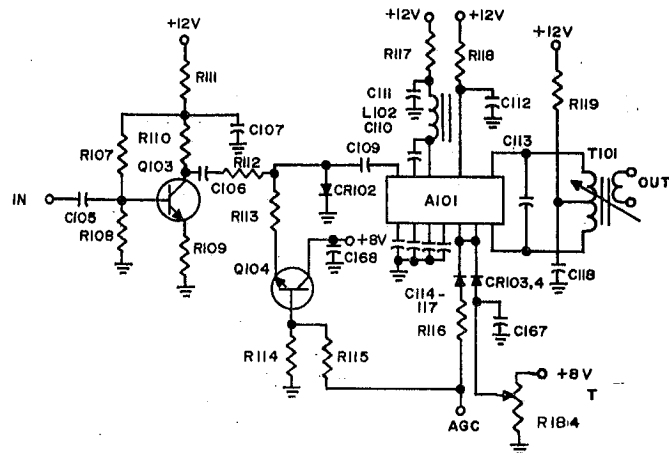 +12V
+12V
+12V
+12V
R117
R118
R111
R119
C111
L102
C110
C112
R110
C107
R107
Q103
C109
C113
T101
R112
C106
CR102
A101
OUT
IN
C105
R113
R108
R109
+8V
C168
Q104
CR103,4
C118
C114-
117
C167
R116
R114
R115
+8V
T
R184
AGC